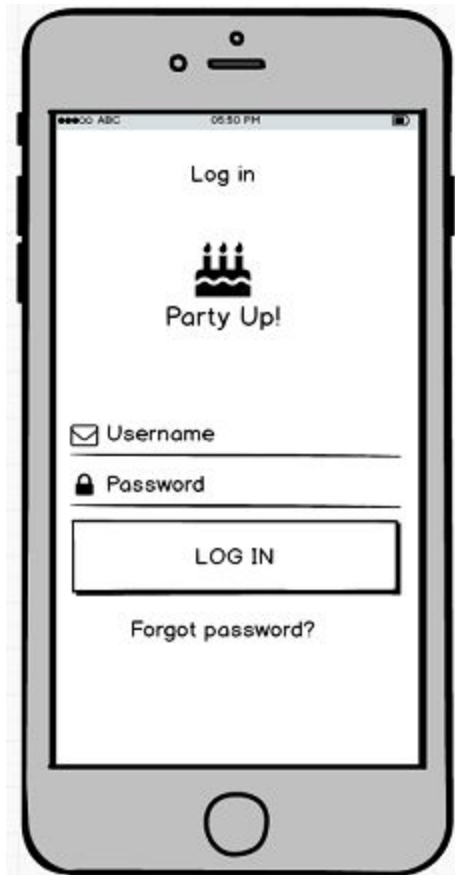 ABC 05:50 PM
Log in
Party Up!
Username
Password
LOG IN
Forgot password?